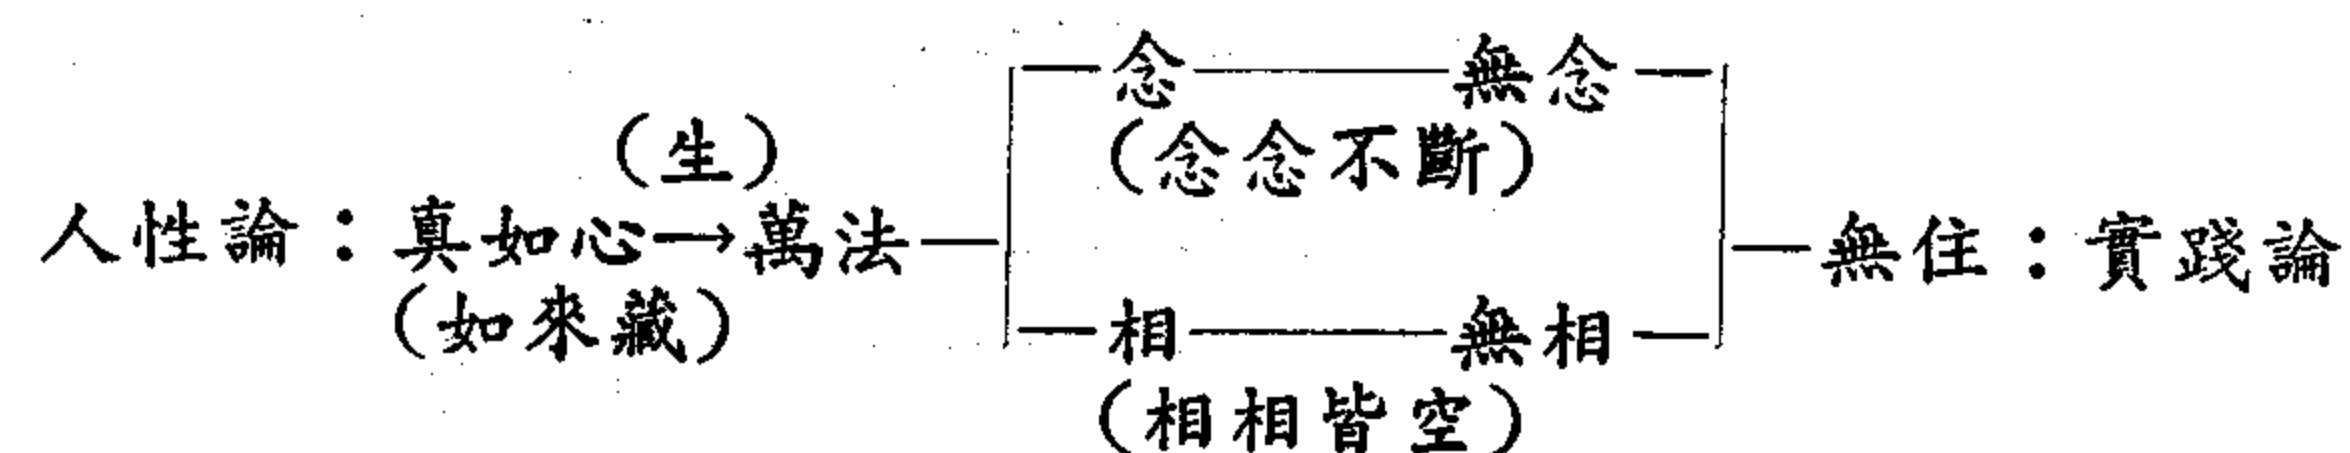 念——無念
(生) (念念不斷)
人性論：真如心→萬法 無住：實踐論
(如來藏) 相——無相
(相相皆空)